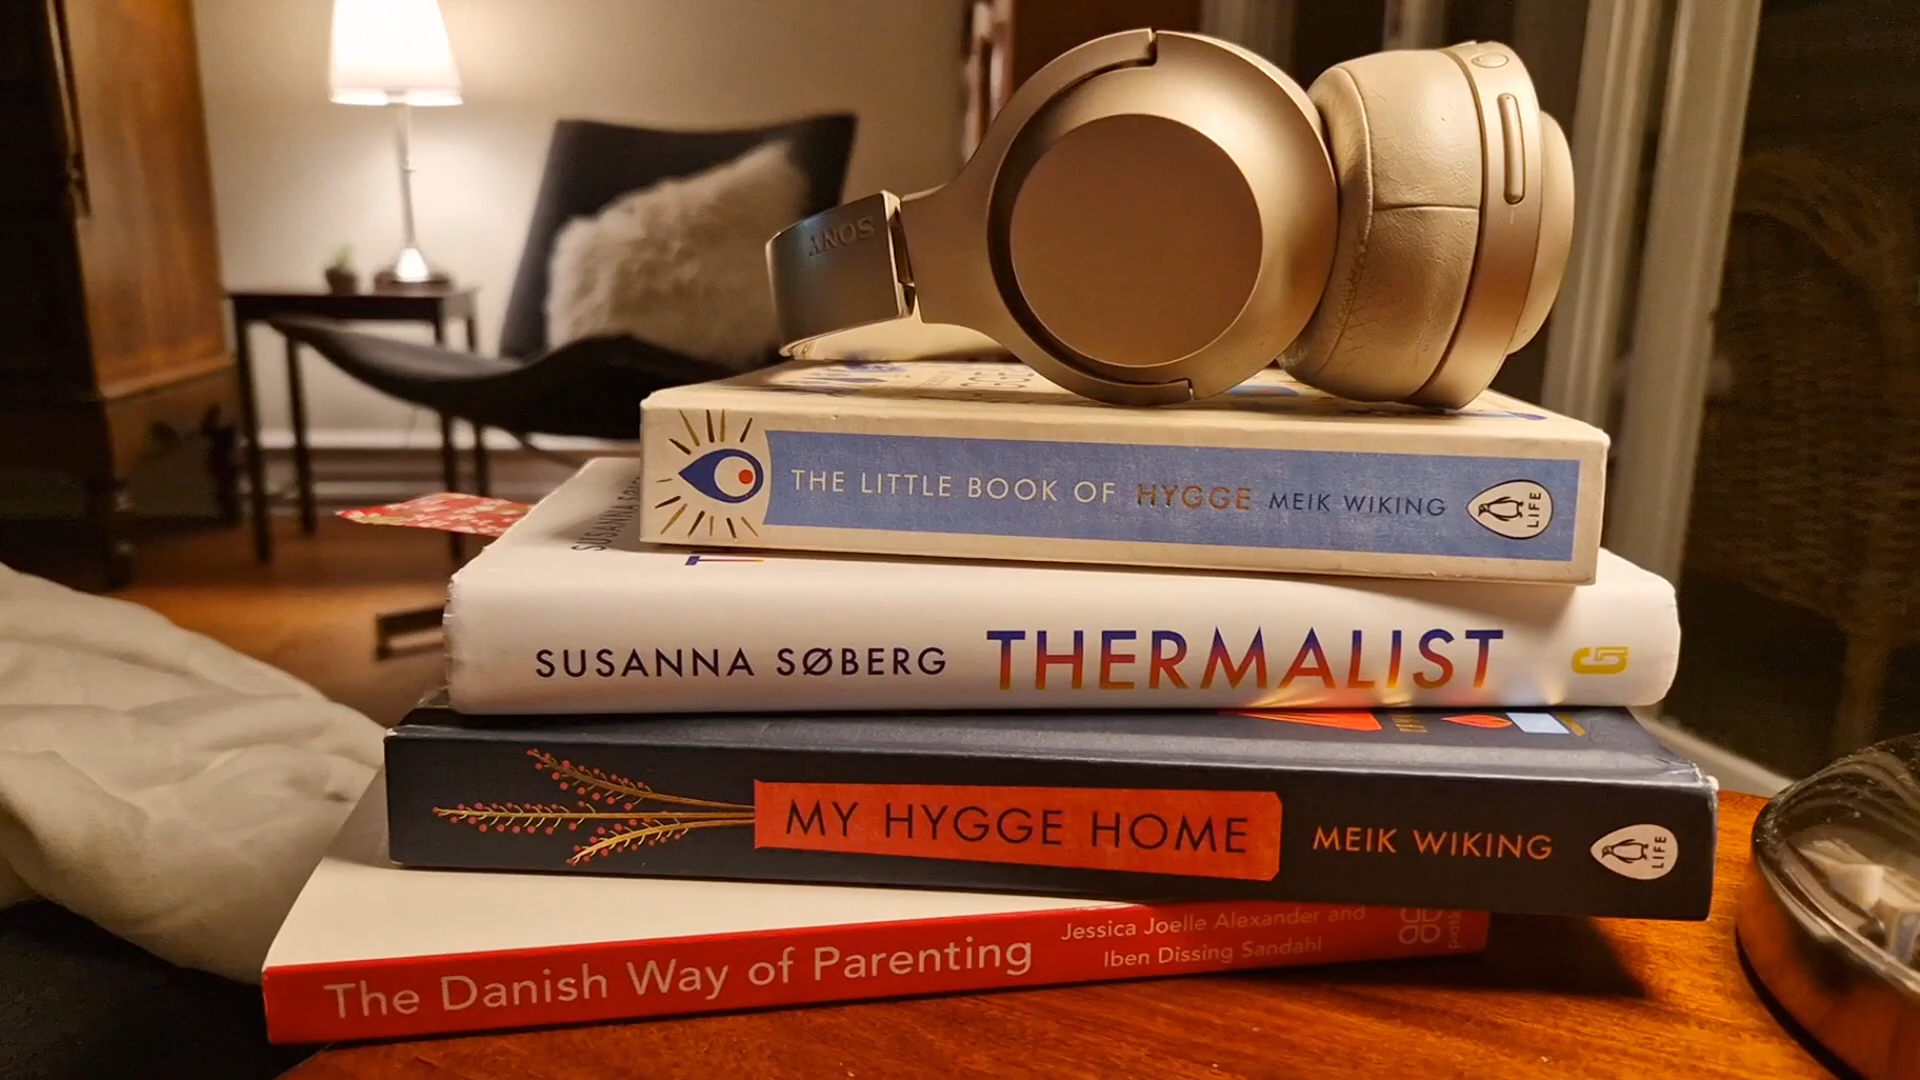 SONY
THE LITTLE BOOK OF HYGGE MEIK WIKING
LIFE
SUSANNA SØBERG THERMALIST
MY HYGGE HOME MEIK WIKING
LIFE
The Danish Way of Parenting
Jessica Joelle Alexander and
Iben Dissing Sandahl